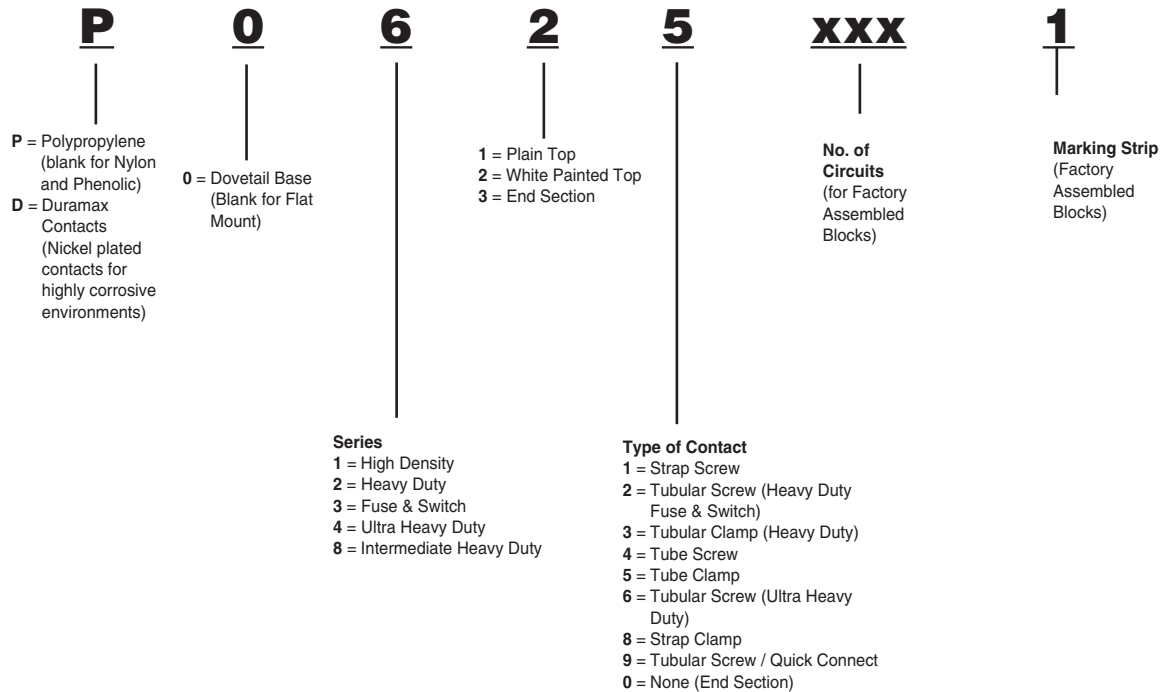 P 0 6 2 5 xxx 1
P = Polypropylene
(blank for Nylon
and Phenolic)
D = Duramax
Contacts
(Nickel plated
contacts for
highly corrosive
environments)
0 = Dovetail Base
(Blank for Flat
Mount)
1 = Plain Top
2 = White Painted Top
3 = End Section
No. of
Circuits
(for Factory
Assembled
Blocks)
Marking Strip
(Factory
Assembled
Blocks)
Series
1 = High Density
2 = Heavy Duty
3 = Fuse & Switch
4 = Ultra Heavy Duty
8 = Intermediate Heavy Duty
Type of Contact
1 = Strap Screw
2 = Tubular Screw (Heavy Duty
Fuse & Switch)
3 = Tubular Clamp (Heavy Duty)
4 = Tube Screw
5 = Tube Clamp
6 = Tubular Screw (Ultra Heavy
Duty)
8 = Strap Clamp
9 = Tubular Screw / Quick Connect
0 = None (End Section)